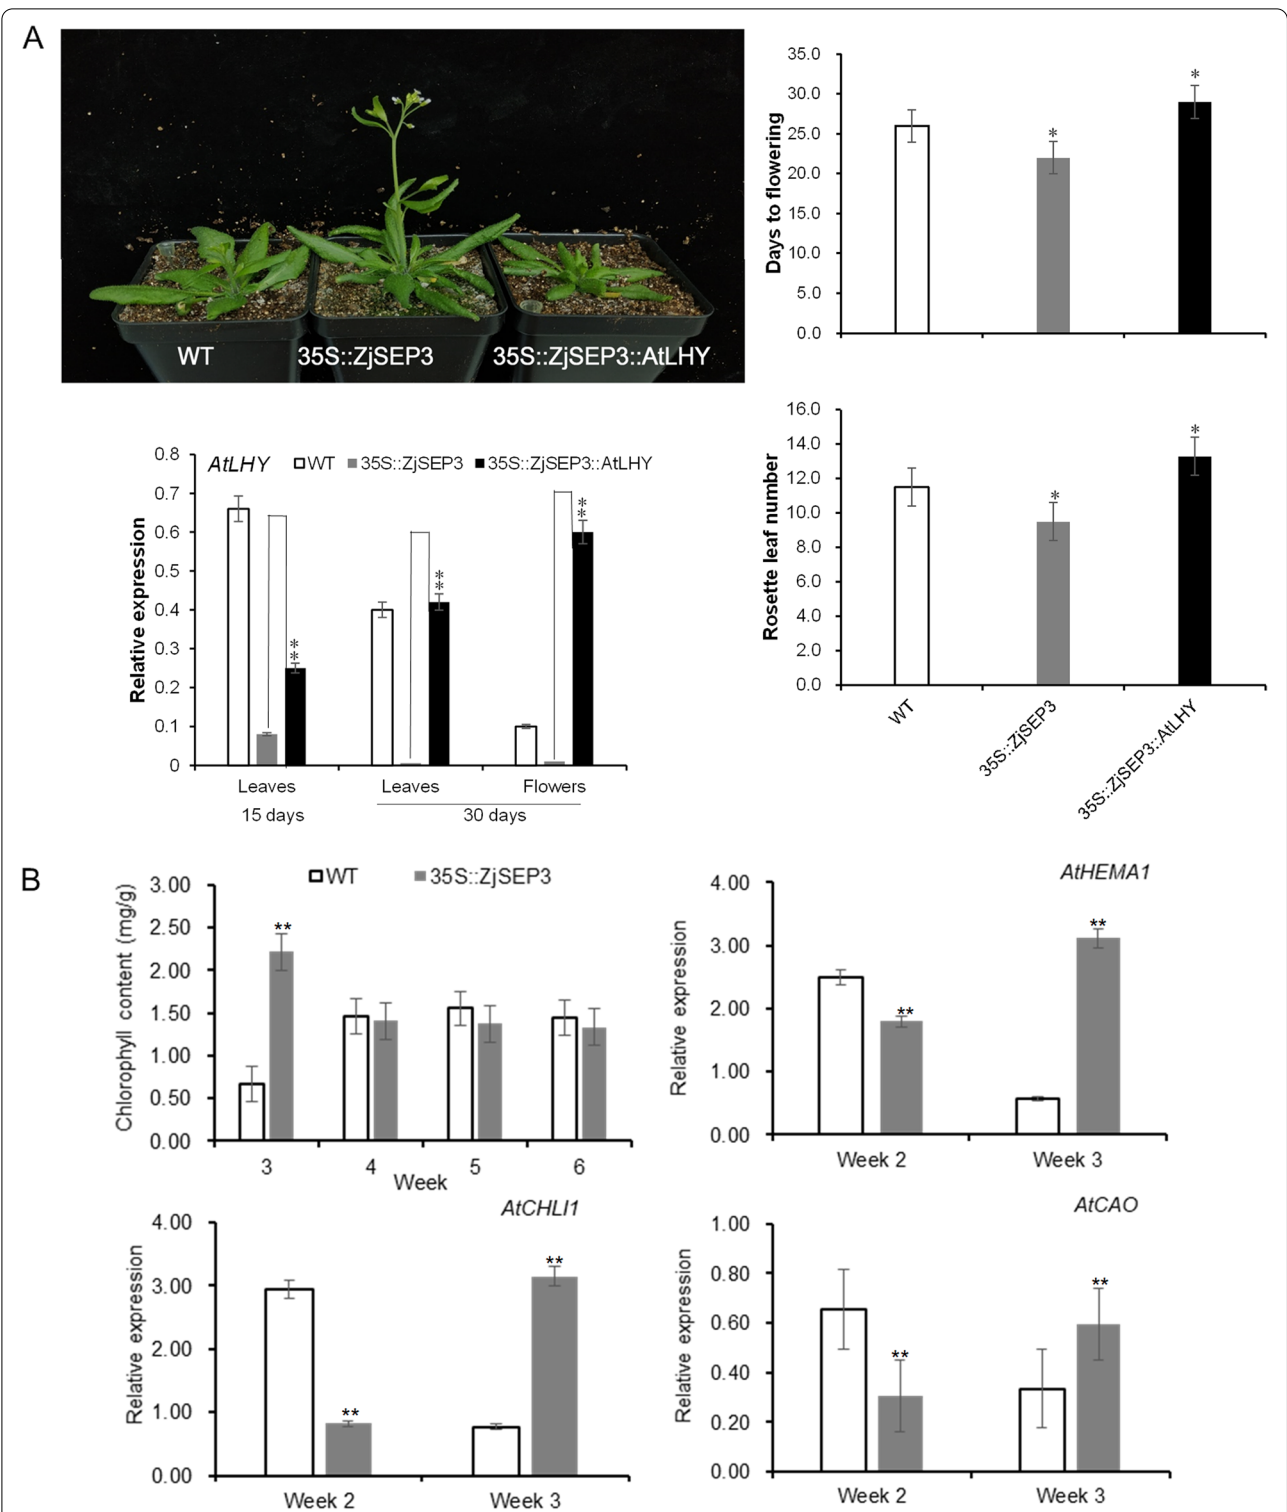 A
WT
35S::ZjSEP3
35S::ZjSEP3::AtLHY
35.0
30.0
25.0
20.0
15.0
10.0
5.0
0.0
Days to flowering
*
*
16.0
14.0
12.0
10.0
8.0
6.0
4.0
2.0
0.0
Rosette leaf number
*
*
WT
35S::ZjSEP3
35S::ZjSEP3::AtLHY
AtLHY
WT
35S::ZjSEP3
35S::ZjSEP3::AtLHY
0.8
0.7
0.6
0.5
0.4
0.3
0.2
0.1
0
Relative expression
**
**
**
Leaves
Leaves
Flowers
15 days
30 days
B
WT
35S::ZjSEP3
3.00
2.50
2.00
1.50
1.00
0.50
0.00
Chlorophyll content (mg/g)
**
3
4
5
6
Week
AtHEMA1
4.00
3.00
2.00
1.00
0.00
Relative expression
**
**
Week 2
Week 3
AtCHLI1
4.00
3.00
2.00
1.00
0.00
Relative expression
**
**
Week 2
Week 3
AtCAO
1.00
0.80
0.60
0.40
0.20
0.00
Relative expression
**
**
Week 2
Week 3